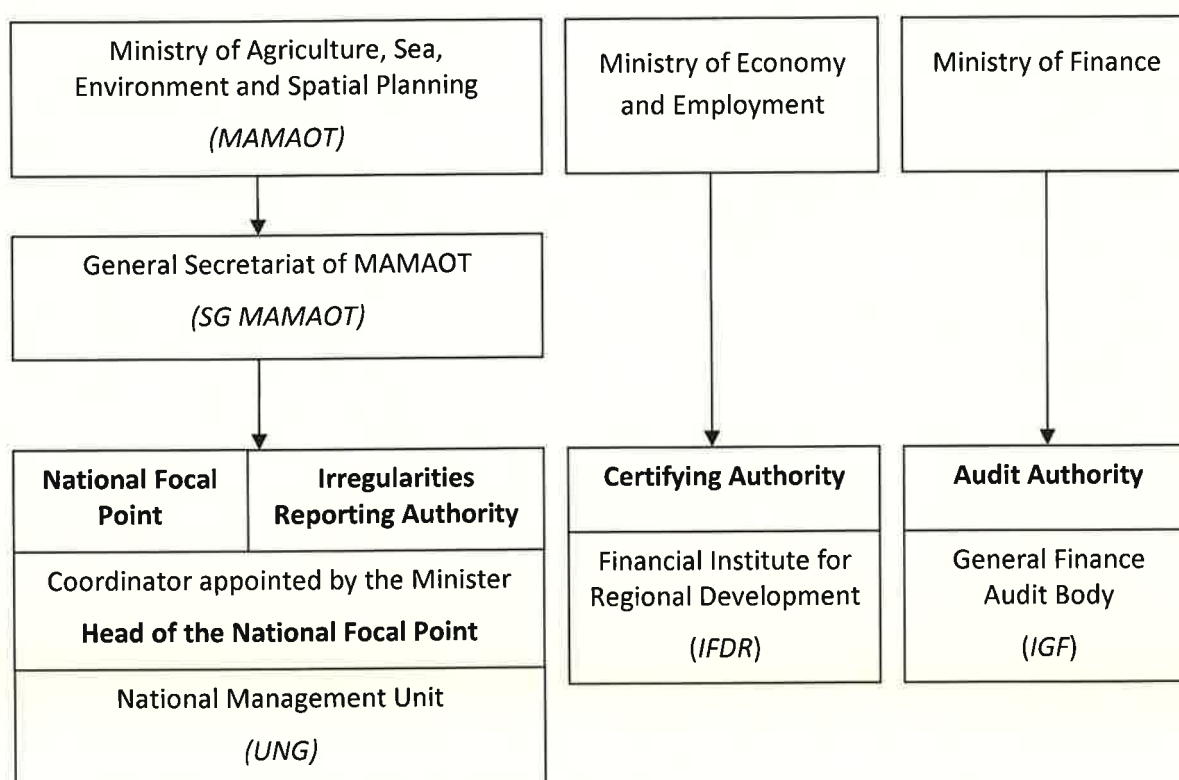 Ministry of Agriculture, Sea,
Environment and Spatial Planning
(MAMAOT)
Ministry of Economy
and Employment
Ministry of Finance
General Secretariat of MAMAOT
(SG MAMAOT)
National Focal
Point
Irregularities
Reporting Authority
Coordinator appointed by the Minister
Head of the National Focal Point
National Management Unit
(UNG)
Certifying Authority
Financial Institute for
Regional Development
(IFDR)
Audit Authority
General Finance
Audit Body
(IGF)